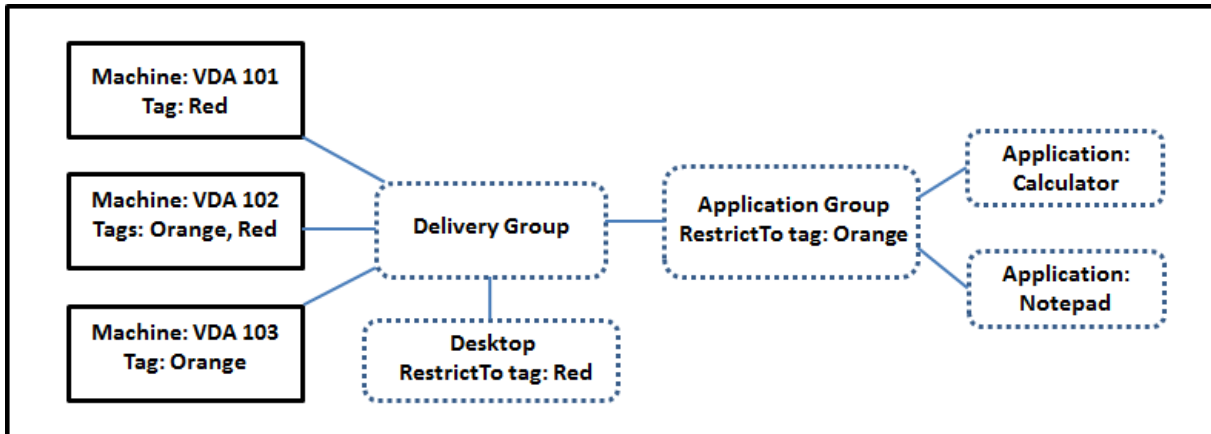 Machine: VDA 101
Tag: Red
Machine: VDA 102
Tags: Orange, Red
Machine: VDA 103
Tag: Orange
Delivery Group
Desktop
RestrictTo tag: Red
Application Group
RestrictTo tag: Orange
Application:
Calculator
Application:
Notepad